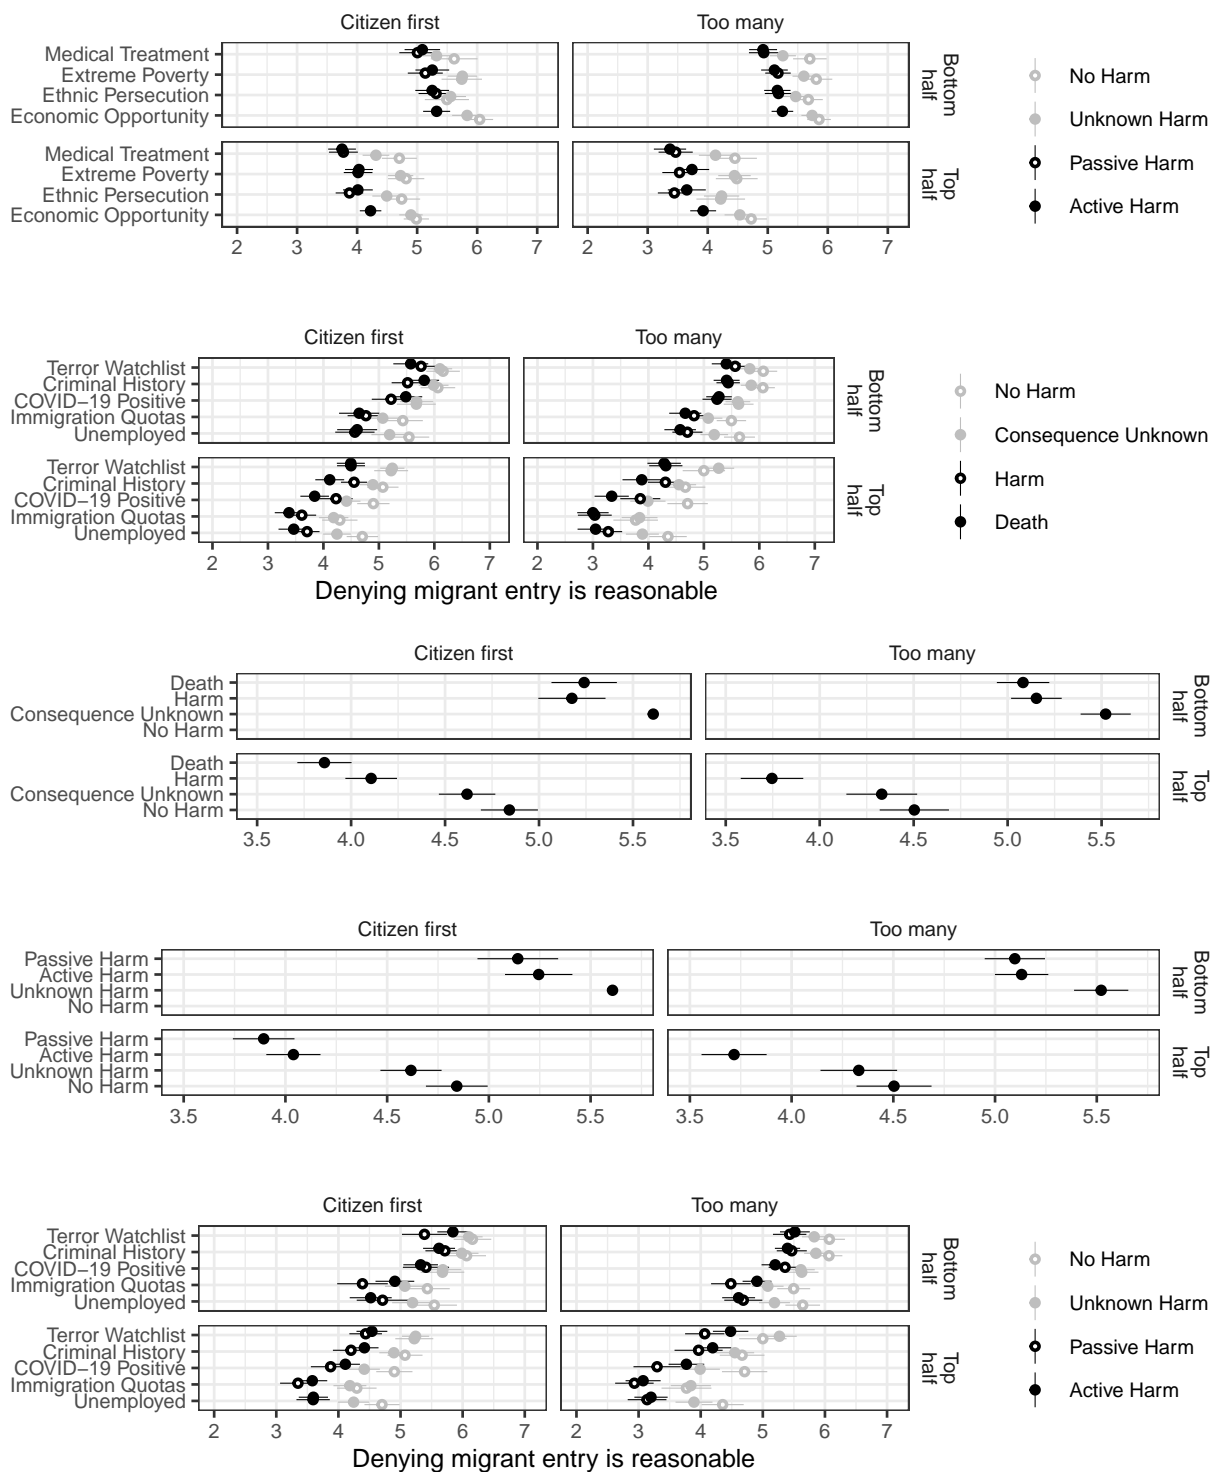 Citizen first
Too many
Medical Treatment
Extreme Poverty
Ethnic Persecution
Economic Opportunity
Bottom
half
Medical Treatment
Extreme Poverty
Ethnic Persecution
Economic Opportunity
Top
half
2 3 4 5 6 7
2 3 4 5 6 7
No Harm
Unknown Harm
Passive Harm
Active Harm
Citizen first
Too many
Terror Watchlist
Criminal History
COVID−19 Positive
Immigration Quotas
Unemployed
Bottom
half
Terror Watchlist
Criminal History
COVID−19 Positive
Immigration Quotas
Unemployed
Top
half
2 3 4 5 6 7
2 3 4 5 6 7
Denying migrant entry is reasonable
No Harm
Consequence Unknown
Harm
Death
Citizen first
Too many
Death
Harm
Consequence Unknown
No Harm
Bottom
half
Death
Harm
Consequence Unknown
No Harm
Top
half
3.5 4.0 4.5 5.0 5.5
3.5 4.0 4.5 5.0 5.5
Citizen first
Too many
Passive Harm
Active Harm
Unknown Harm
No Harm
Bottom
half
Passive Harm
Active Harm
Unknown Harm
No Harm
Top
half
3.5 4.0 4.5 5.0 5.5
3.5 4.0 4.5 5.0 5.5
Citizen first
Too many
Terror Watchlist
Criminal History
COVID−19 Positive
Immigration Quotas
Unemployed
Bottom
half
Terror Watchlist
Criminal History
COVID−19 Positive
Immigration Quotas
Unemployed
Top
half
2 3 4 5 6 7
2 3 4 5 6 7
Denying migrant entry is reasonable
No Harm
Unknown Harm
Passive Harm
Active Harm